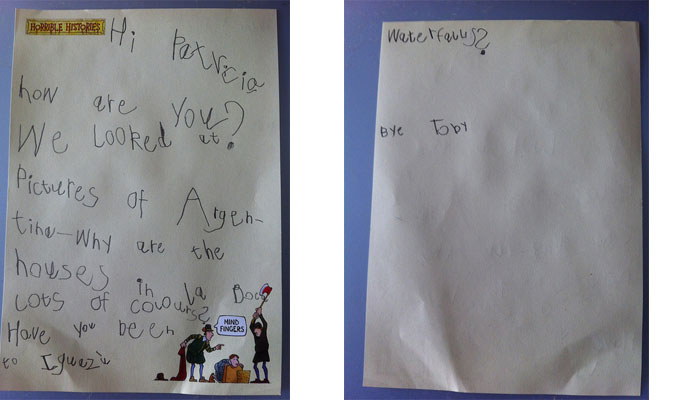 HORRIBLE HISTORIES
Hi Patricia
how are you?
We looked at
Pictures of Argen-
tina-Why are the
houses in la Boca
Lots of colours?
Have you been
to Iguazu
MIND
FINGERS
Waterfalls?
Bye Toby